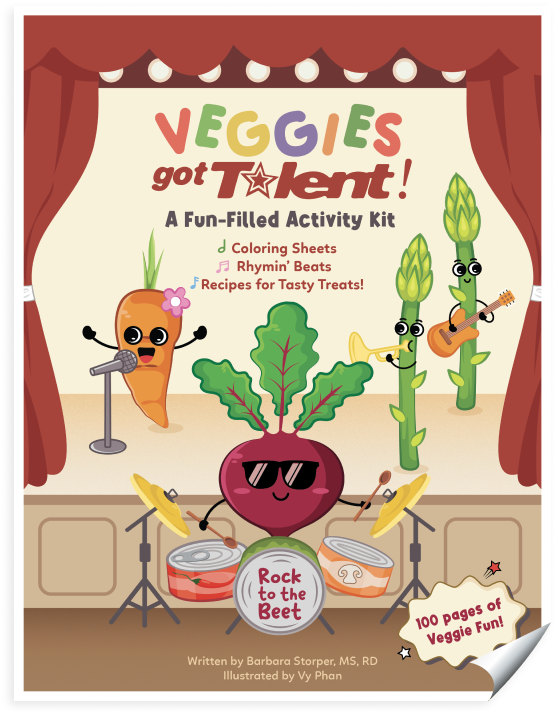 VEGGIES
got Talent!
A Fun-Filled Activity Kit
Coloring Sheets
Rhymin' Beats
Recipes for Tasty Treats!
Rock
to the
Beet
100 pages of
Veggie Fun!
Written by Barbara Storper, MS, RD
Illustrated by Vy Phan